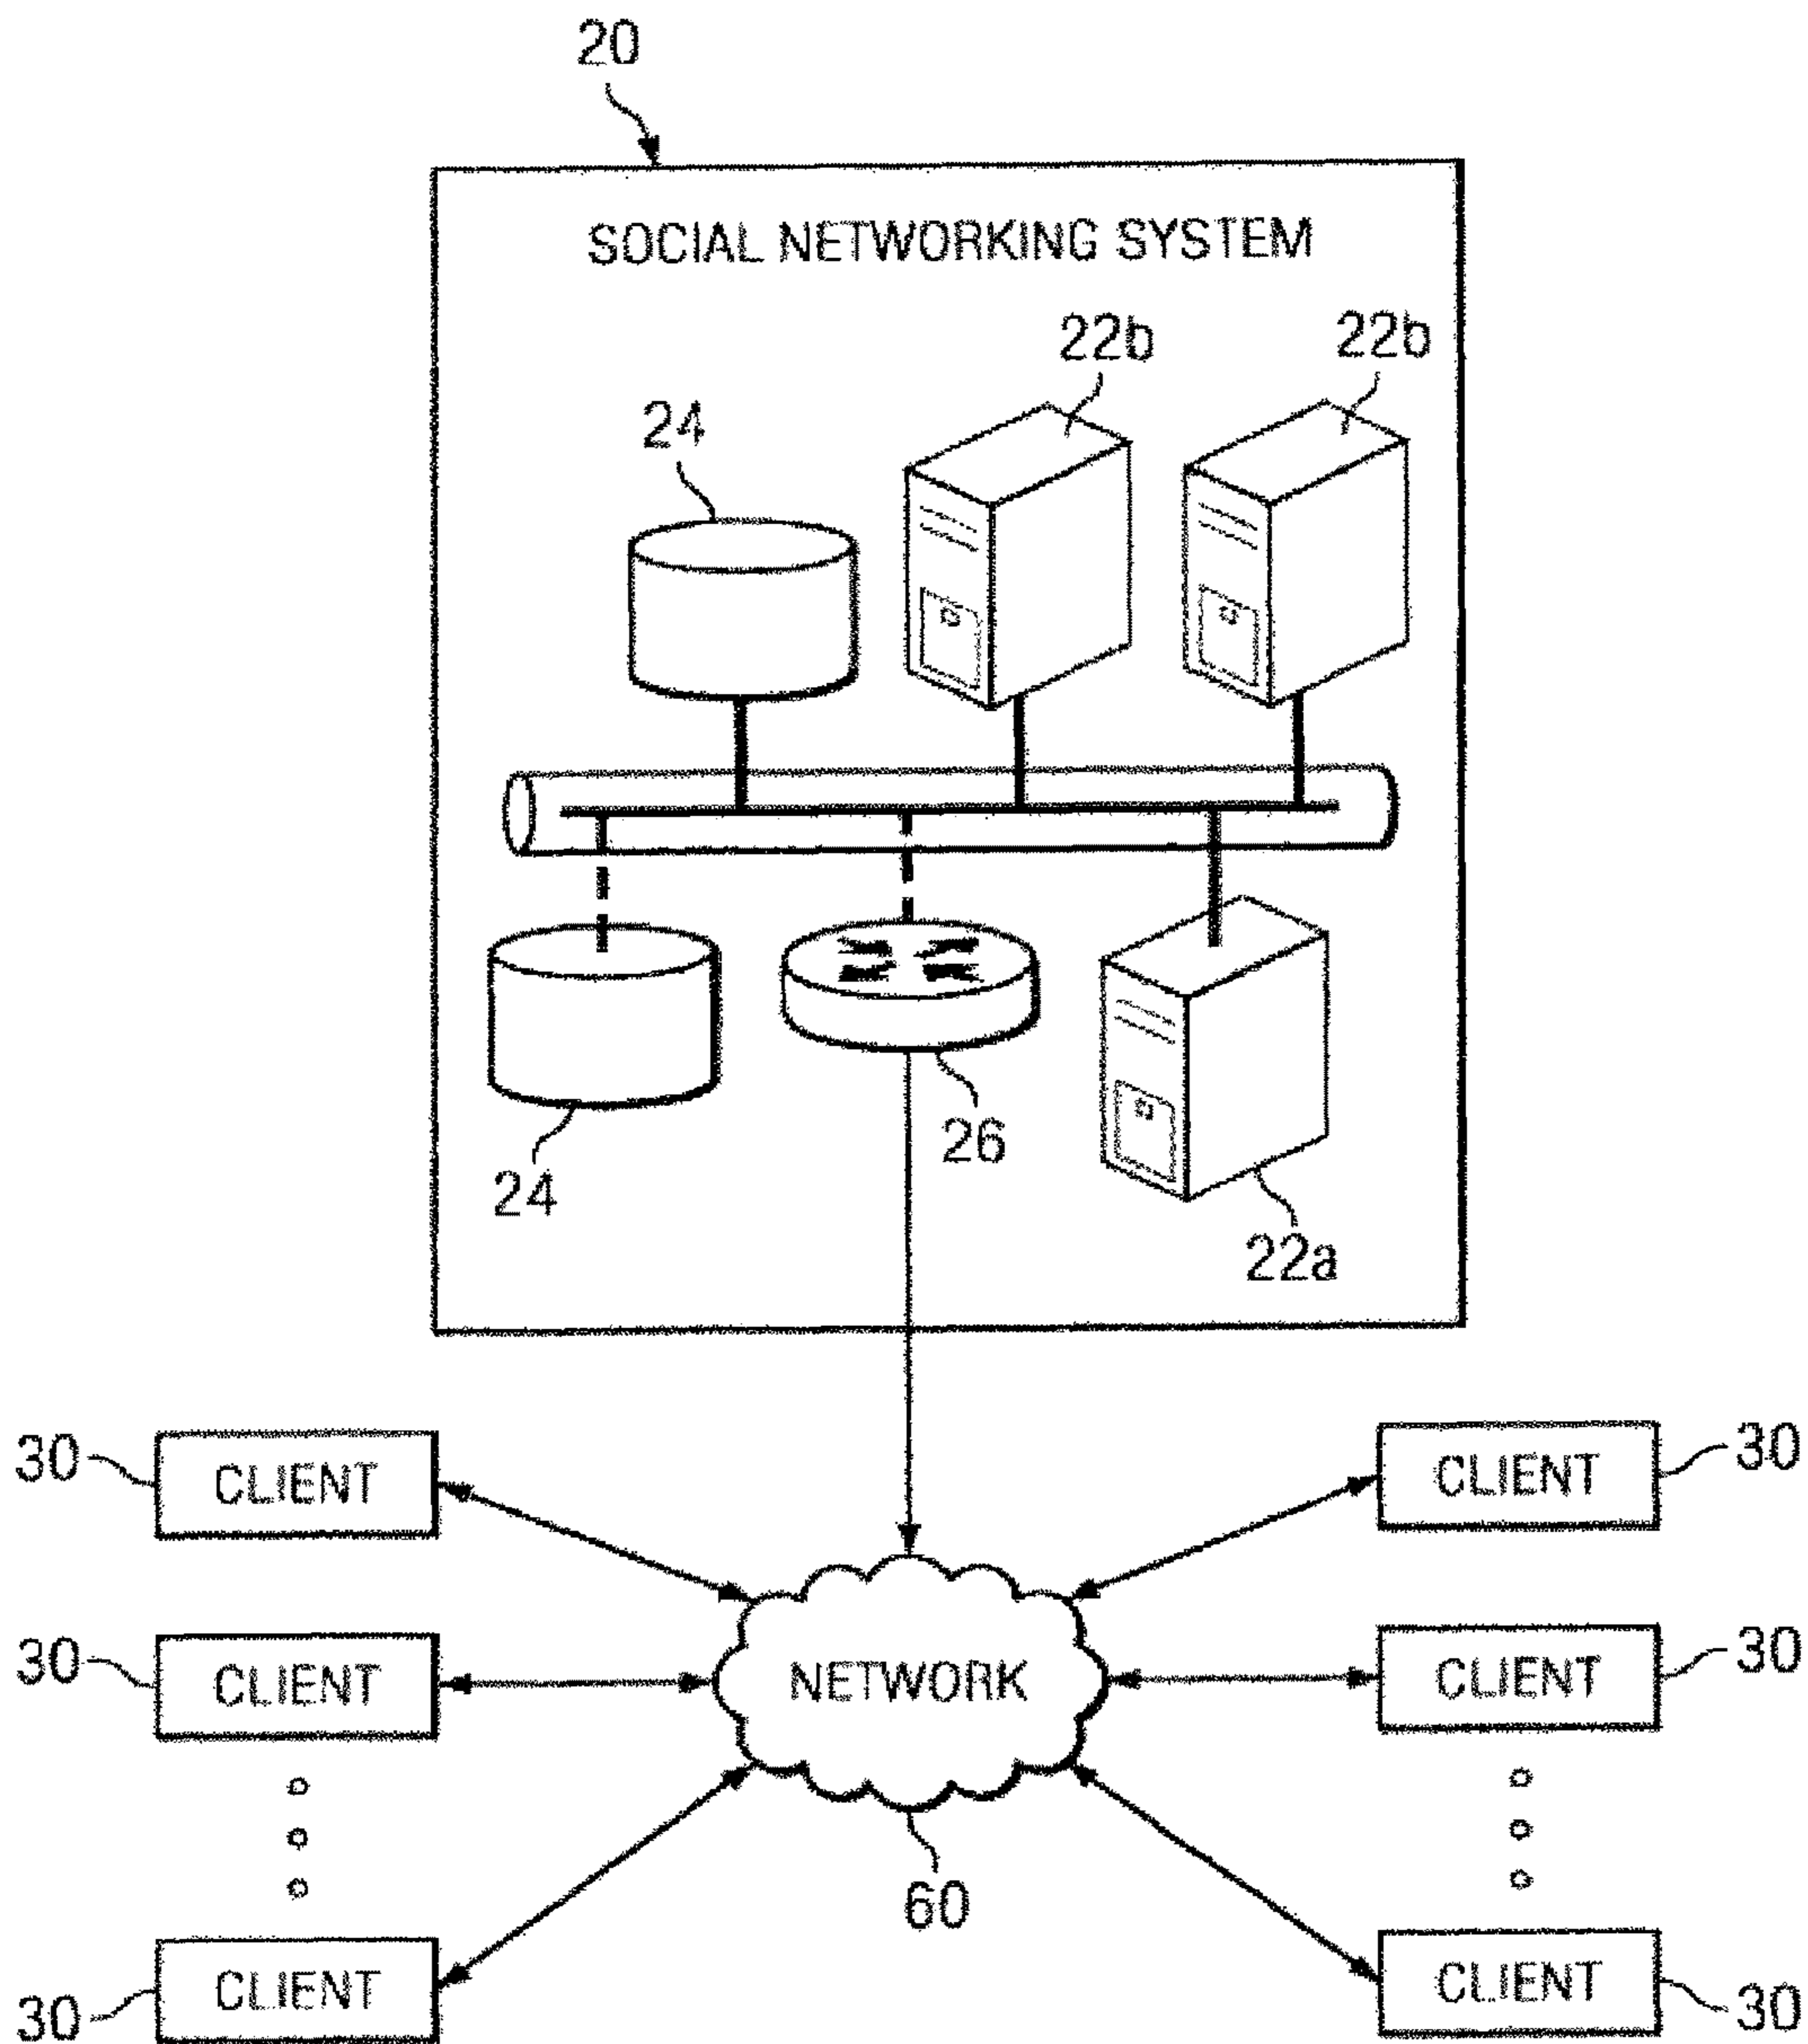 20
SOCIAL NETWORKING SYSTEM
22b
22b
24
24
26
22a
30
CLIENT
CLIENT
30
30
CLIENT
NETWORK
CLIENT
30
60
30
CLIENT
CLIENT
30